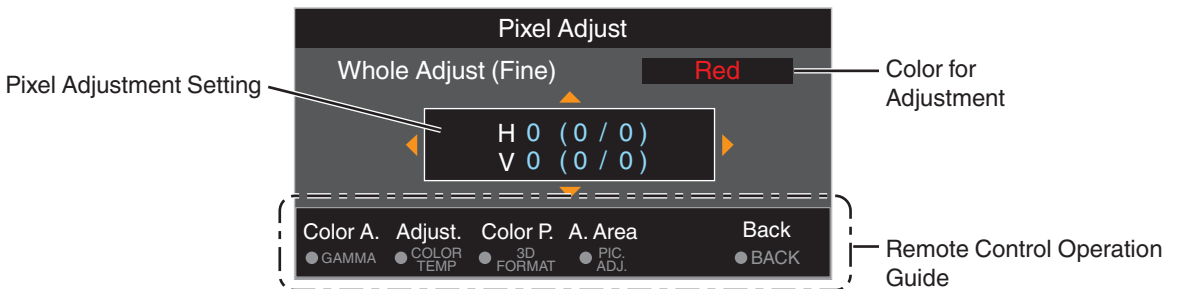 Pixel Adjust
Whole Adjust (Fine) Red
Pixel Adjustment Setting
Color for
Adjustment
H 0 (0 / 0)
V 0 (0 / 0)
Color A. Adjust. Color P. A. Area Back
GAMMA COLOR TEMP 3D FORMAT PIC. ADJ. BACK
Remote Control Operation
Guide